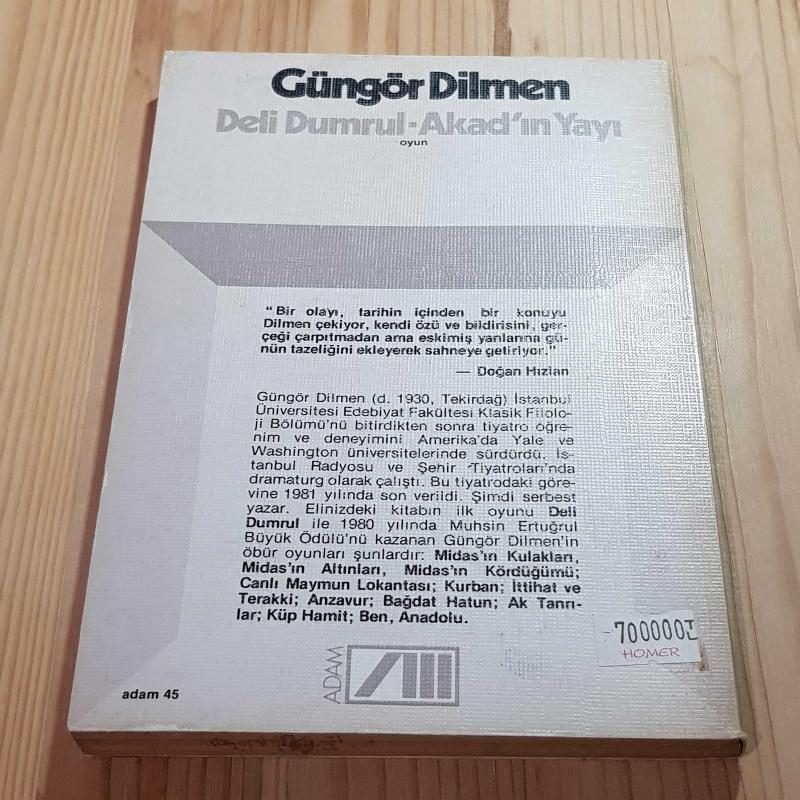 Güngör Dilmen
Deli Dumrul - Akad'ın Yayı
oyun
"Bir olayı, tarihin içinden bir konuyu
Dilmen çekiyor, kendi özü ve bildirisini, ger-
çeği çarpıtmadan ama eskimiş yanlarına gü-
nün tazeliğini ekleyerek sahneye getiriyor."
— Doğan Hızlan
Güngör Dilmen (d. 1930, Tekirdağ) İstanbul
Üniversitesi Edebiyat Fakültesi Klasik Filolo-
ji Bölümü'nü bitirdikten sonra tiyatro öğre-
nim ve deneyimini Amerika'da Yale ve
Washington üniversitelerinde sürdürdü. İs-
tanbul Radyosu ve Şehir Tiyatroları'nda
dramaturg olarak çalıştı. Bu tiyatrodaki göre-
vine 1981 yılında son verildi. Şimdi serbest
yazar. Elinizdeki kitabın ilk oyunu Deli
Dumrul ile 1980 yılında Muhsin Ertuğrul
Büyük Ödülü'nü kazanan Güngör Dilmen'in
öbür oyunları şunlardır: Midas'ın Kulakları,
Midas'ın Altınları, Midas'ın Kördüğümü;
Canlı Maymun Lokantası; Kurban; İttihat ve
Terakki; Anzavur; Bağdat Hatun; Ak Tanrı-
lar; Küp Hamit; Ben, Anadolu.
-700000T
HOMER
ADAM
adam 45